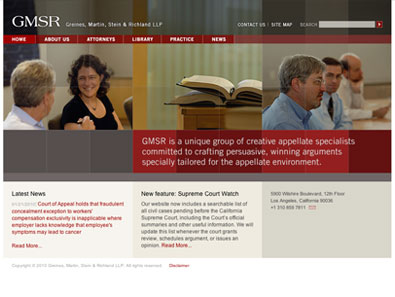 GMSR Greines, Martin, Stein & Richland LLP
CONTACT US | SITE MAP SEARCH
HOME ABOUT US ATTORNEYS LIBRARY PRACTICE NEWS
GMSR is a unique group of creative appellate specialists
committed to crafting persuasive, winning arguments
specially tailored for the appellate environment.
Latest News
Court of Appeal holds that fraudulent
concealment exception to workers'
compensation exclusivity is inapplicable where
employer lacks knowledge that employee's
symptoms may lead to cancer
Read More...
New feature: Supreme Court Watch
Our website now includes a searchable list of
all civil cases pending before the California
Supreme Court, including the Court's official
summaries and other useful information. We will
update this list whenever the court grants
review, schedules argument, or issues an
opinion. Read More...
5900 Wilshire Boulevard, 12th Floor
Los Angeles, California 90036
+1 310.859.7811
Copyright © 2010 Greines, Martin, Stein & Richland LLP. All rights reserved. Disclaimer.